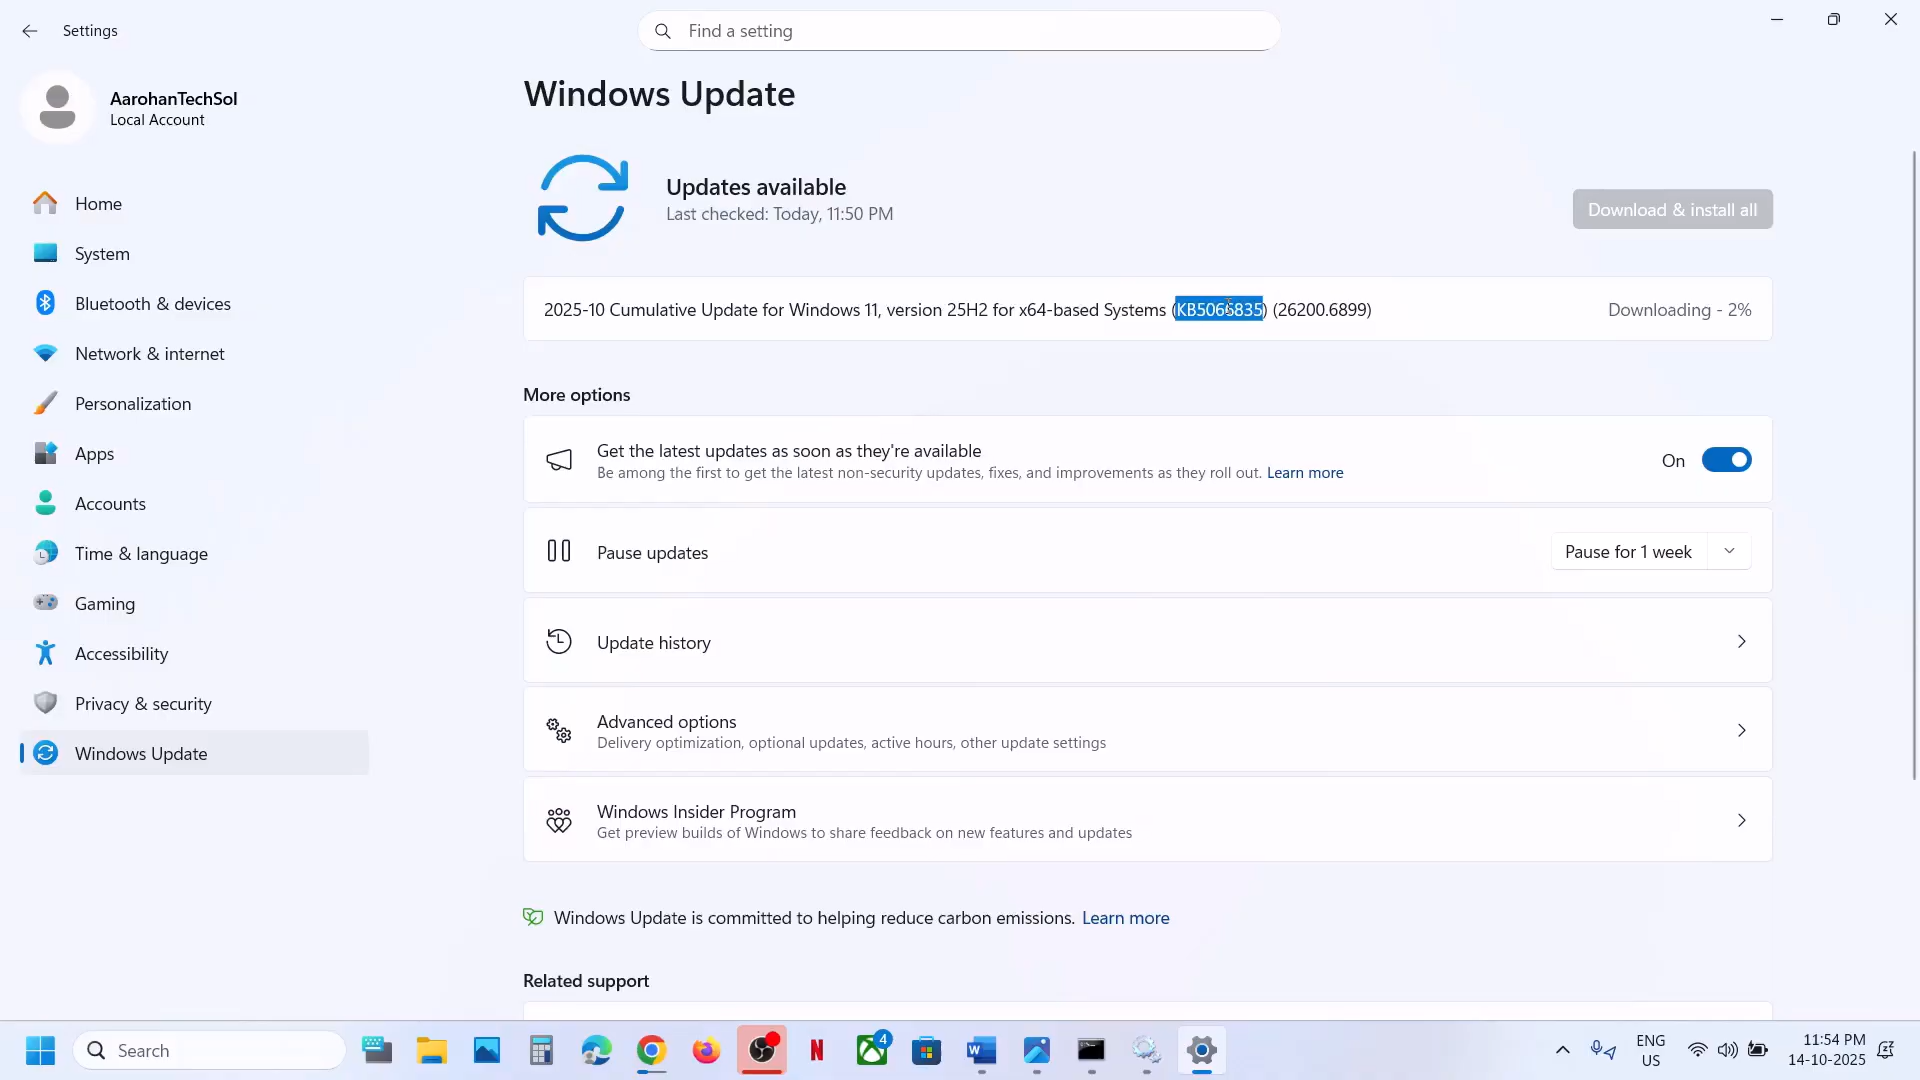 Settings
Find a setting
AarohanTechSol
Local Account
Home
System
Bluetooth & devices
Network & internet
Personalization
Apps
Accounts
Time & language
Gaming
Accessibility
Privacy & security
Windows Update
Windows Update
Updates available
Last checked: Today, 11:50 PM
Download & install all
2025-10 Cumulative Update for Windows 11, version 25H2 for x64-based Systems (KB5066835) (26200.6899)
Downloading - 2%
More options
Get the latest updates as soon as they're available
Be among the first to get the latest non-security updates, fixes, and improvements as they roll out. Learn more
On
Pause updates
Pause for 1 week
Update history
Advanced options
Delivery optimization, optional updates, active hours, other update settings
Windows Insider Program
Get preview builds of Windows to share feedback on new features and updates
Windows Update is committed to helping reduce carbon emissions. Learn more
Related support
Search
4
ENG
US
11:54 PM
14-10-2025